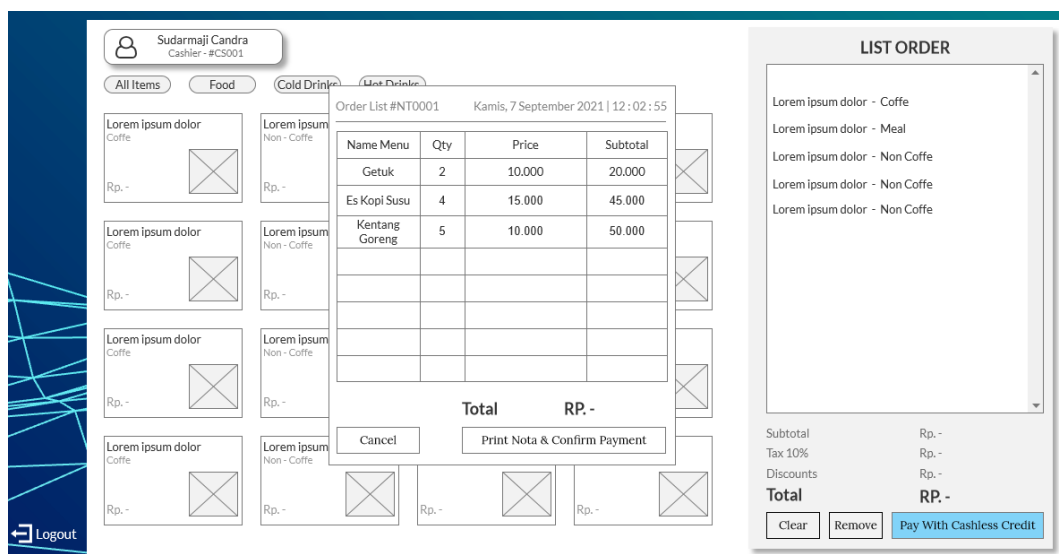 Sudarmaji Candra
Cashier - #CS001
All Items
Food
Cold Drinks
Hot Drinks
Lorem ipsum dolor
Coffe
Rp. -
Lorem ipsum
Non - Coffe
Rp. -
Lorem ipsum dolor
Coffe
Rp. -
Lorem ipsum
Non - Coffe
Rp. -
Lorem ipsum dolor
Coffe
Rp. -
Lorem ipsum
Non - Coffe
Rp. -
Lorem ipsum dolor
Coffe
Rp. -
Lorem ipsum
Non - Coffe
Rp. -
Rp. -
Rp. -
Logout
Order List #NT0001 Kamis, 7 September 2021 | 12 : 02 : 55
Name Menu Qty Price Subtotal
Getuk 2 10.000 20.000
Es Kopi Susu 4 15.000 45.000
Kentang
Goreng 5 10.000 50.000
Total RP. -
Cancel
Print Nota & Confirm Payment
LIST ORDER
Lorem ipsum dolor - Coffe
Lorem ipsum dolor - Meal
Lorem ipsum dolor - Non Coffe
Lorem ipsum dolor - Non Coffe
Lorem ipsum dolor - Non Coffe
Subtotal Rp. -
Tax 10% Rp. -
Discounts Rp. -
Total RP. -
Clear
Remove
Pay With Cashless Credit